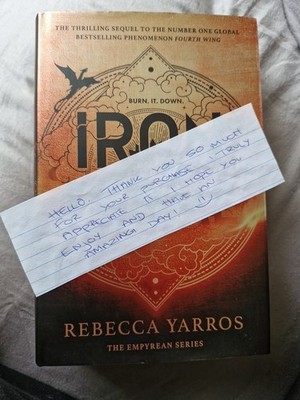 THE THRILLING SEQUEL TO THE NUMBER ONE GLOBAL
BESTSELLING PHENOMENON FOURTH WING
BURN. IT. DOWN.
IRON
HELLO, THANK YOU SO MUCH
FOR YOUR PURCHASE I TRULY
APPRECIATE IT. I HOPE YOU
ENJOY AND HAVE AN
AMAZING DAY! :)
REBECCA YARROS
THE EMPYREAN SERIES